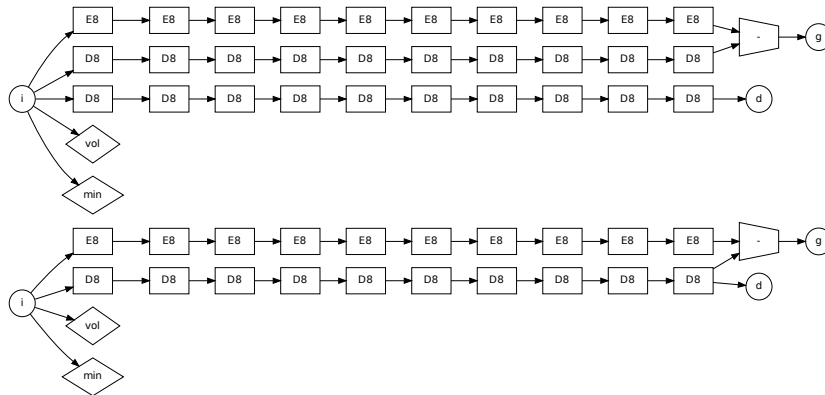 E8 E8 E8 E8 E8 E8 E8 E8 E8 E8
- g
D8 D8 D8 D8 D8 D8 D8 D8 D8 D8
i D8 D8 D8 D8 D8 D8 D8 D8 D8 D8 d
vol
min
E8 E8 E8 E8 E8 E8 E8 E8 E8 E8 - g
D8 D8 D8 D8 D8 D8 D8 D8 D8 D8 d
i
vol
min